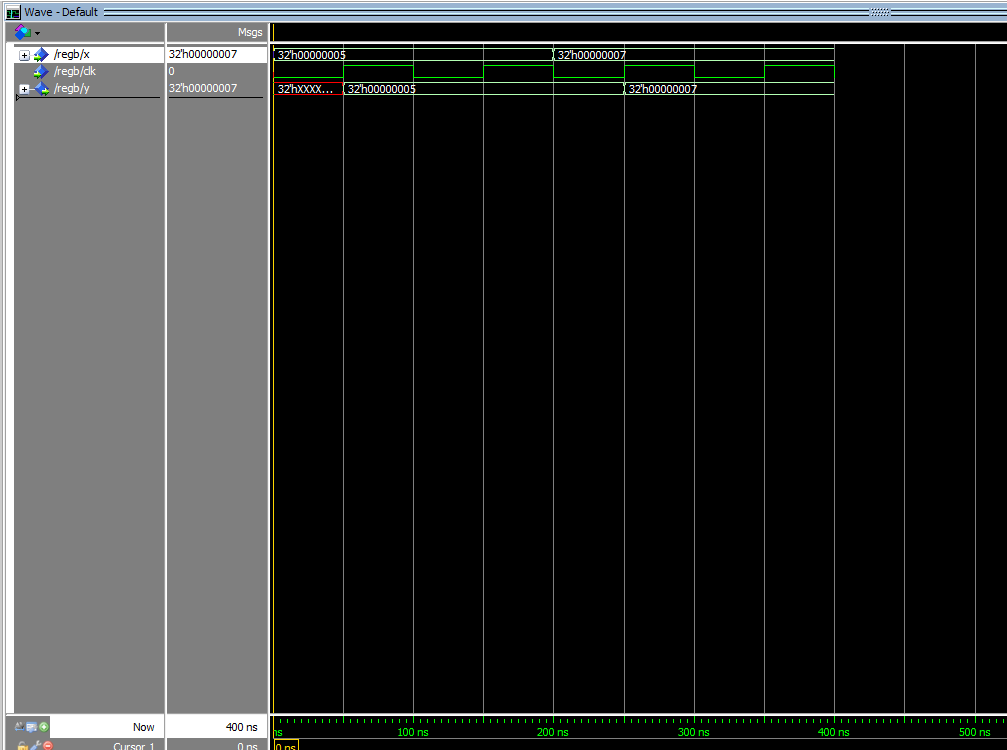 Wave - Default
Msgs
/regb/x 32'h00000007 32'h00000005 32'h00000007
/regb/clk 0
/regb/y 32'h00000007 32'hXXXX... 32'h00000005 32'h00000007
Now 400 ns ns 100 ns 200 ns 300 ns 400 ns 500 ns
Cursor 1 0 ns 0 ns